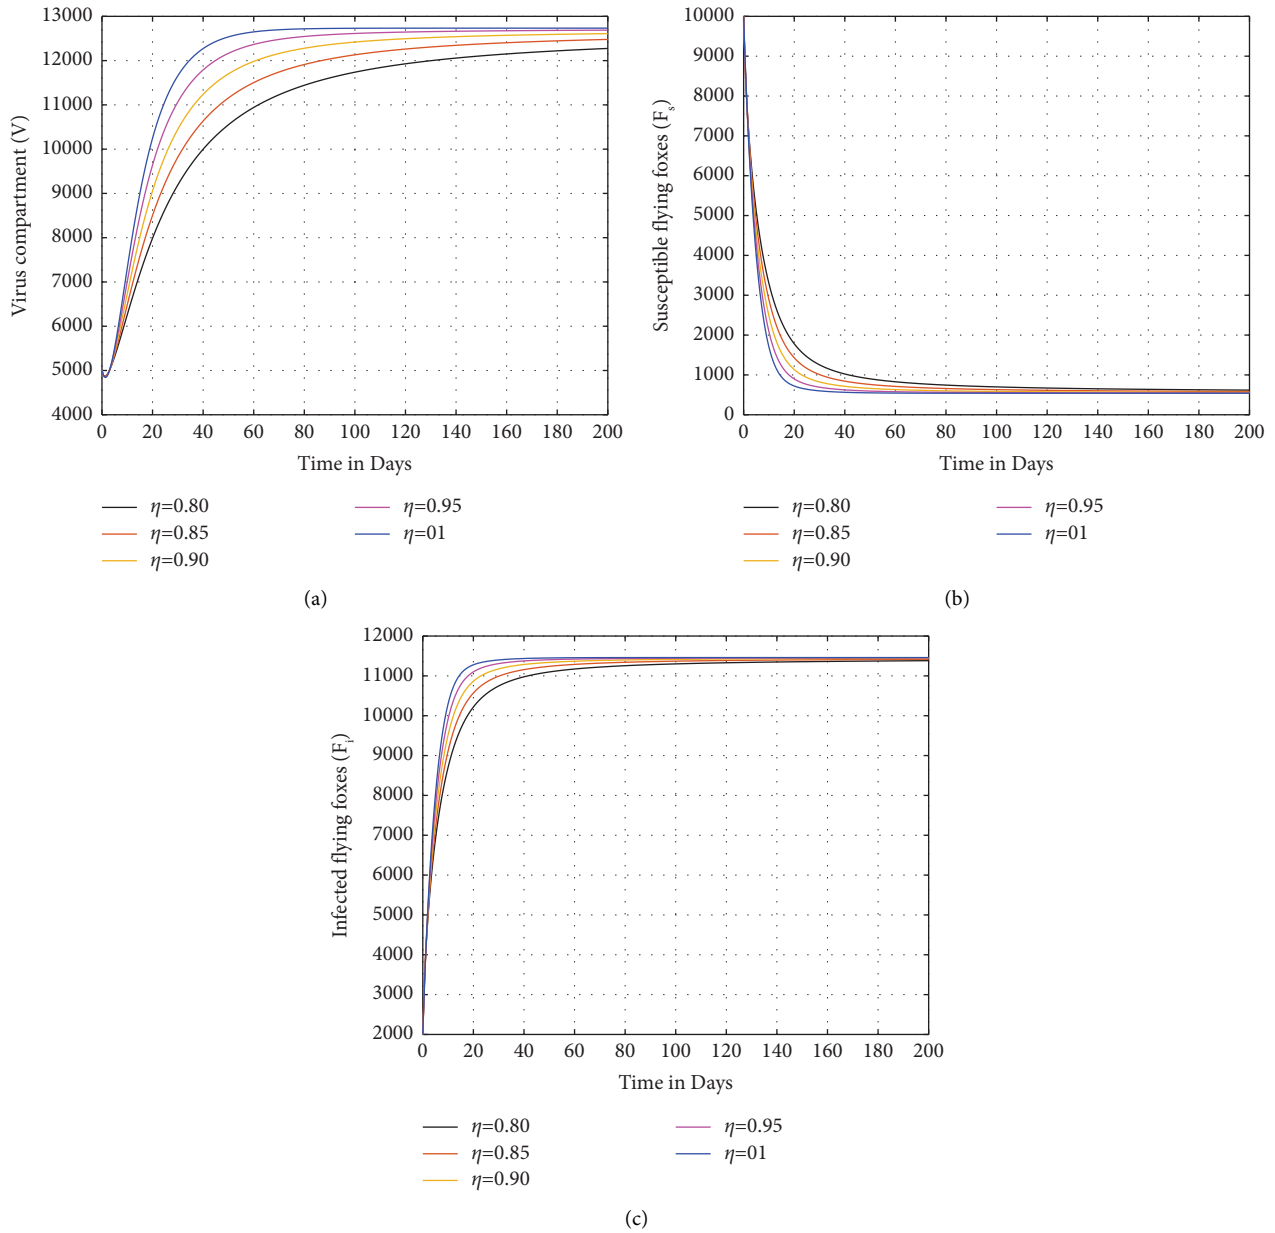 13000
12000
11000
10000
9000
8000
7000
6000
5000
4000
Virus compartment (V)
0 20 40 60 80 100 120 140 160 180 200
Time in Days
η=0.80
η=0.85
η=0.90
η=0.95
η=01
(a)
10000
9000
8000
7000
6000
5000
4000
3000
2000
1000
0
Susceptible flying foxes (Fs)
0 20 40 60 80 100 120 140 160 180 200
Time in Days
η=0.80
η=0.85
η=0.90
η=0.95
η=01
(b)
12000
11000
10000
9000
8000
7000
6000
5000
4000
3000
2000
Infected flying foxes (Fi)
0 20 40 60 80 100 120 140 160 180 200
Time in Days
η=0.80
η=0.85
η=0.90
η=0.95
η=01
(c)